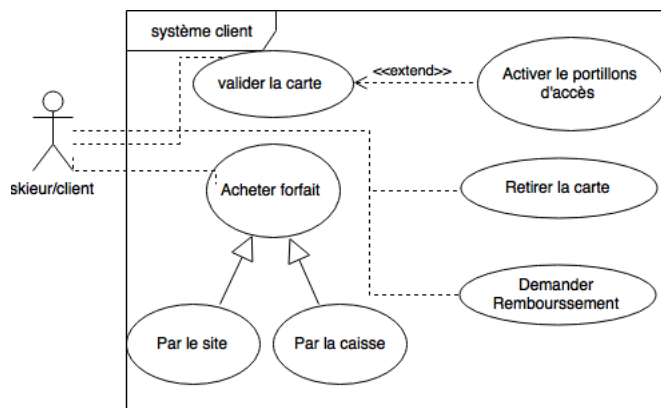 système client
valider la carte
<<extend>>
Activer le portillons
d'accès
skieur/client
Acheter forfait
Retirer la carte
Demander
Rembourssement
Par le site
Par la caisse